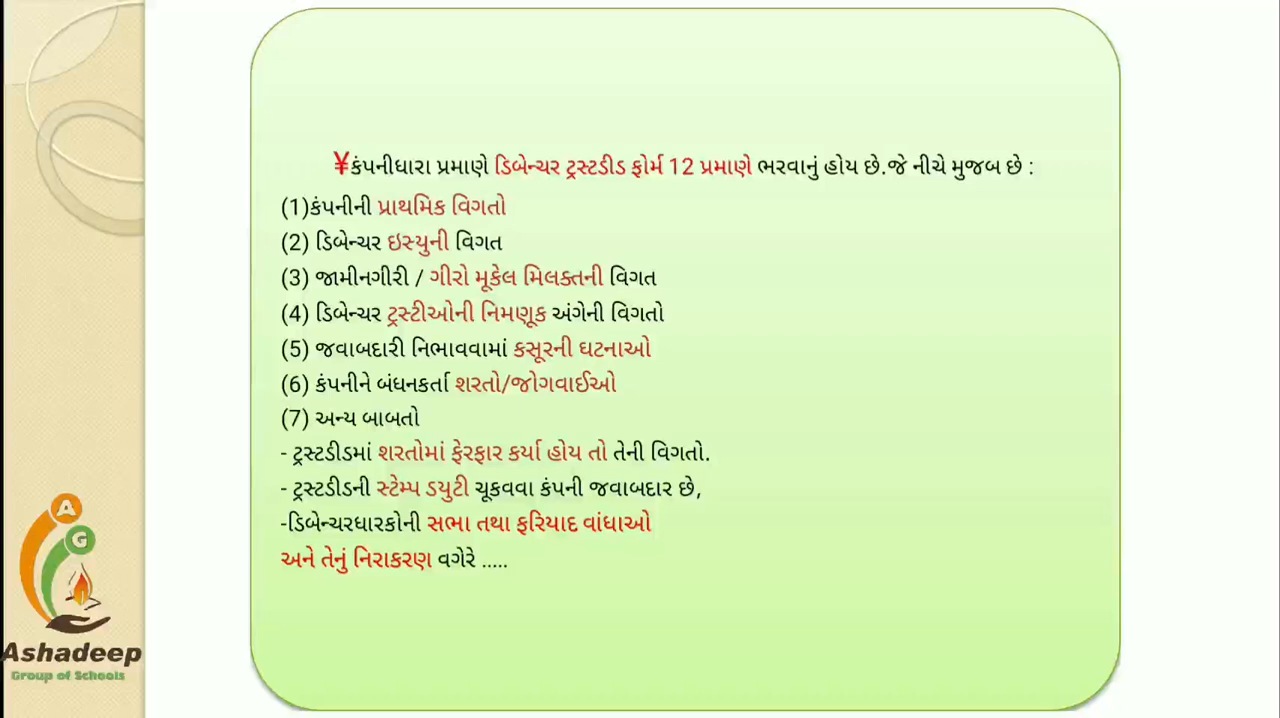 ¥કંપનીધારા પ્રમાણે ડિબેન્ચર ટ્રસ્ટડીડ ફોર્મ 12 પ્રમાણે ભરવાનું હોય છે.જે નીચે મુજબ છે :
(1)કંપનીની પ્રાથમિક વિગતો
(2) ડિબેન્ચર ઇસ્યુની વિગત
(3) જામીનગીરી / ગીરો મૂકેલ મિલક્તની વિગત
(4) ડિબેન્ચર ટ્રસ્ટીઓની નિમણૂક અંગેની વિગતો
(5) જવાબદારી નિભાવવામાં કસૂરની ઘટનાઓ
(6) કંપનીને બંધનકર્તા શરતો/જોગવાઈઓ
(7) અન્ય બાબતો
- ટ્રસ્ટડીડમાં શરતોમાં ફેરફાર કર્યા હોય તો તેની વિગતો.
- ટ્રસ્ટડીડની સ્ટેમ્પ ડયુટી ચૂકવવા કંપની જવાબદાર છે,
-ડિબેન્ચરધારકોની સભા તથા ફરિયાદ વાંધાઓ
અને તેનું નિરાકરણ વગેરે .....
A
G
Ashadeep
Group of Schools